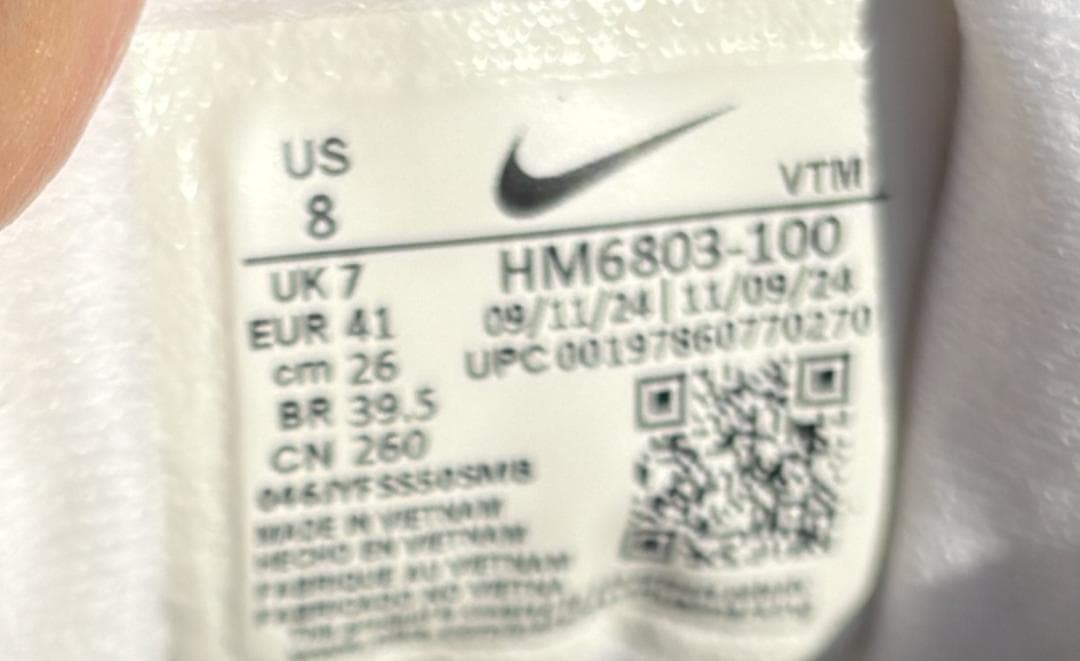 US
8
VTM
UK 7
EUR 41
cm 26
BR 39.5
CN 260
HM6803-100
09/11/24 | 11/09/24
UPC 00197860770270
MADE IN VIETNAM
HECHO EN VIETNAM
FABRIQUE AU VIETNAM